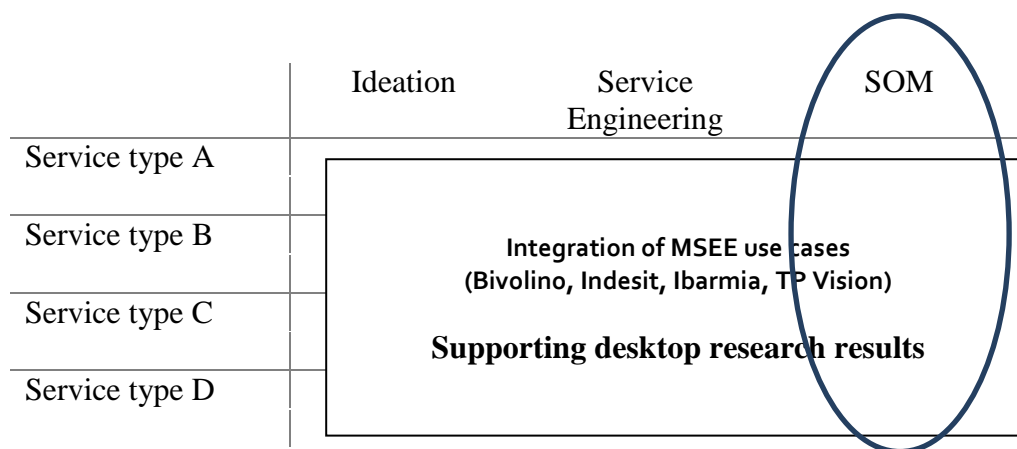 Ideation Service SOM
Engineering
Service type A
Service type B
Integration of MSEE use cases
(Bivolino, Indesit, Ibarmia, TP Vision)
Service type C
Supporting desktop research results
Service type D